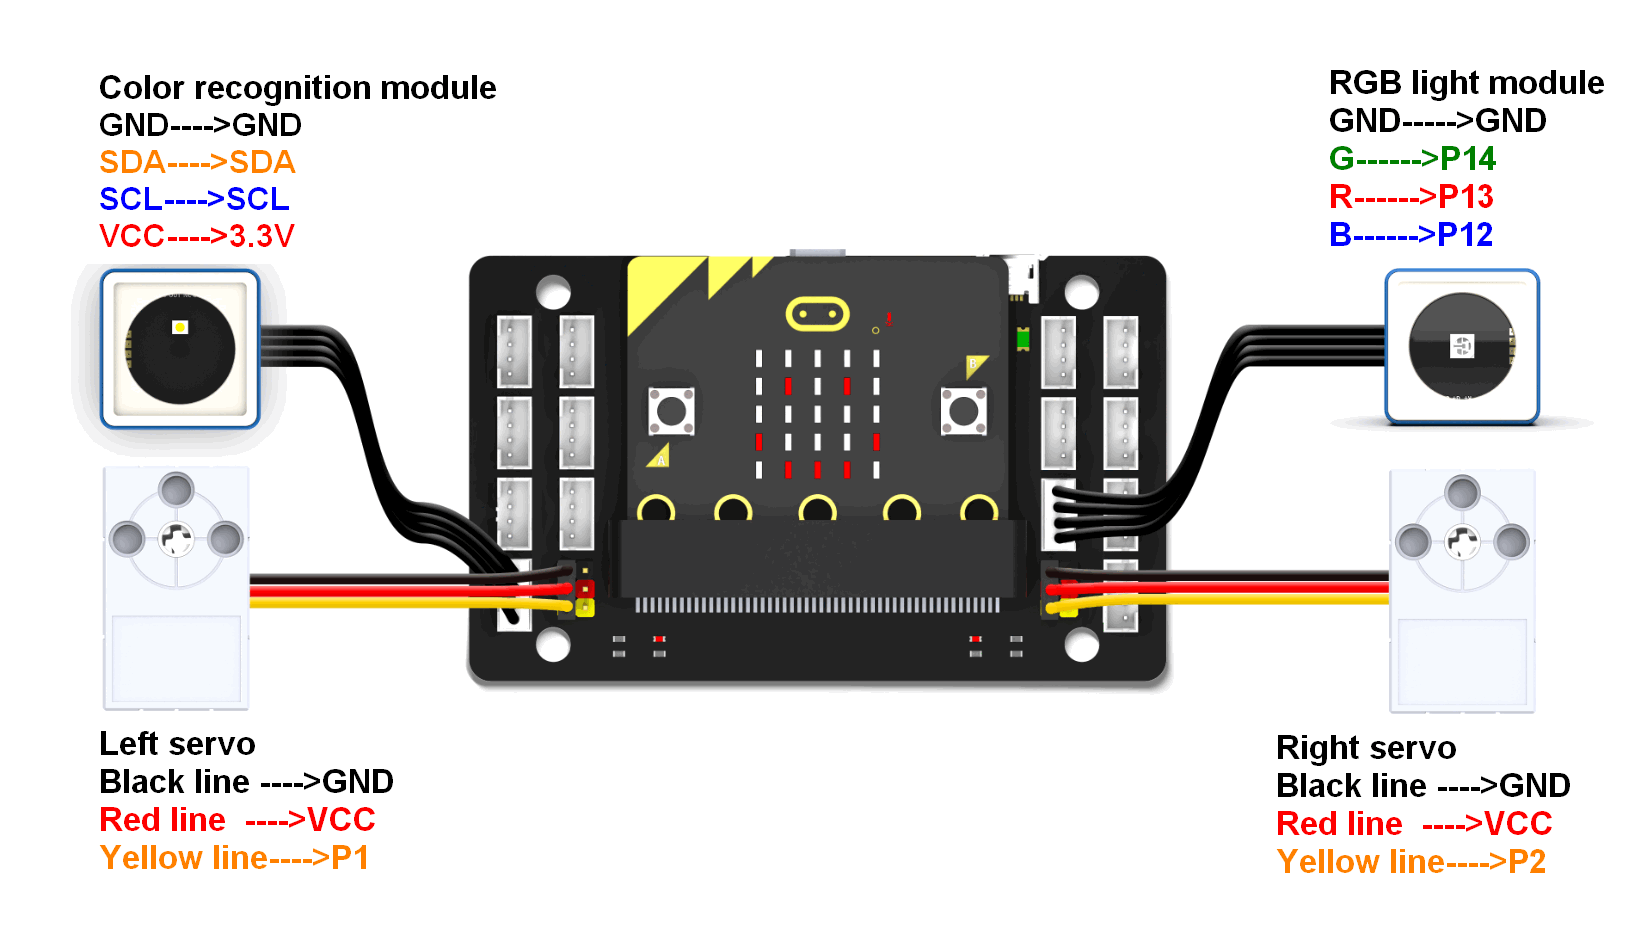 Color recognition module
GND---->GND
SDA---->SDA
SCL---->SCL
VCC---->3.3V
RGB light module
GND----->GND
G------>P14
R------>P13
B------>P12
B
A
Left servo
Black line ---->GND
Red line  ---->VCC
Yellow line---->P1
Right servo
Black line ---->GND
Red line  ---->VCC
Yellow line---->P2